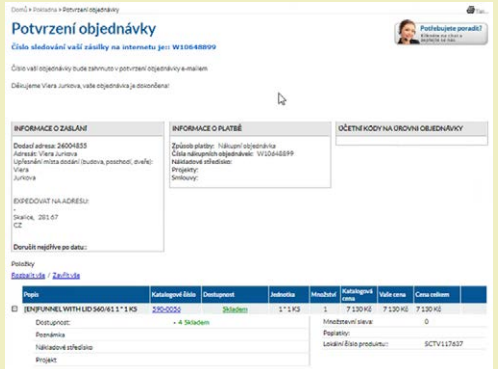 Domů » Pokladna » Potvrzení objednávky
Potvrzení objednávky
Potřebujete poradit?
Číslo sledování vaší zásilky na internetu je:: W10648899
Číslo vaší objednávky bude zahrnuto v potvrzení objednávky e-mailem
Děkujeme Viera Jurkova, vaše objednávka je dokončena!
INFORMACE O ZASLÁNÍ
Dodací adresa: 26004855
Adresát: Viera Jurkova
Upřesnění místa dodání (budova, poschodí, dveře):
Viera
Jurkova
EXPEDOVAT NA ADRESU:
-
Skalice, 281 67
CZ
Doručit nejdříve po datu::
INFORMACE O PLATBĚ
Způsob platby: Nákupní objednávka
Čísla nákupních objednávek: W10648899
Nákladové středisko:
Projekty:
Smlouvy:
ÚČETNÍ KÓDY NA ÚROVNI OBJEDNÁVKY
Položky
Rozbalit vše / Zavřít vše
Popis Katalogové číslo Dostupnost Jednotka Množství Katalogová cena Vaše cena Cena celkem
[EN]FUNNEL WITH LID S60/61 1 * 1 KS 590-0056 Skladem 1 * 1 KS 1 7 130 Kč 7 130 Kč 7 130 Kč
Dostupnost: • 4 Skladem
Poznámka
Nákladové středisko
Projekt
Množstevní sleva: 0
Poplatky:
Lokální číslo produktu:: SCTV117637